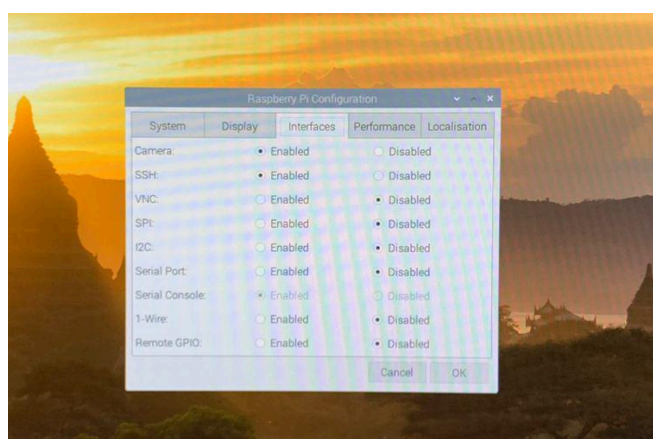 Raspberry Pi Configuration
System Display Interfaces Performance Localisation
Camera: Enabled Disabled
SSH: Enabled Disabled
VNC: Enabled Disabled
SPI: Enabled Disabled
I2C: Enabled Disabled
Serial Port: Enabled Disabled
Serial Console: Enabled Disabled
1-Wire: Enabled Disabled
Remote GPIO: Enabled Disabled
Cancel OK